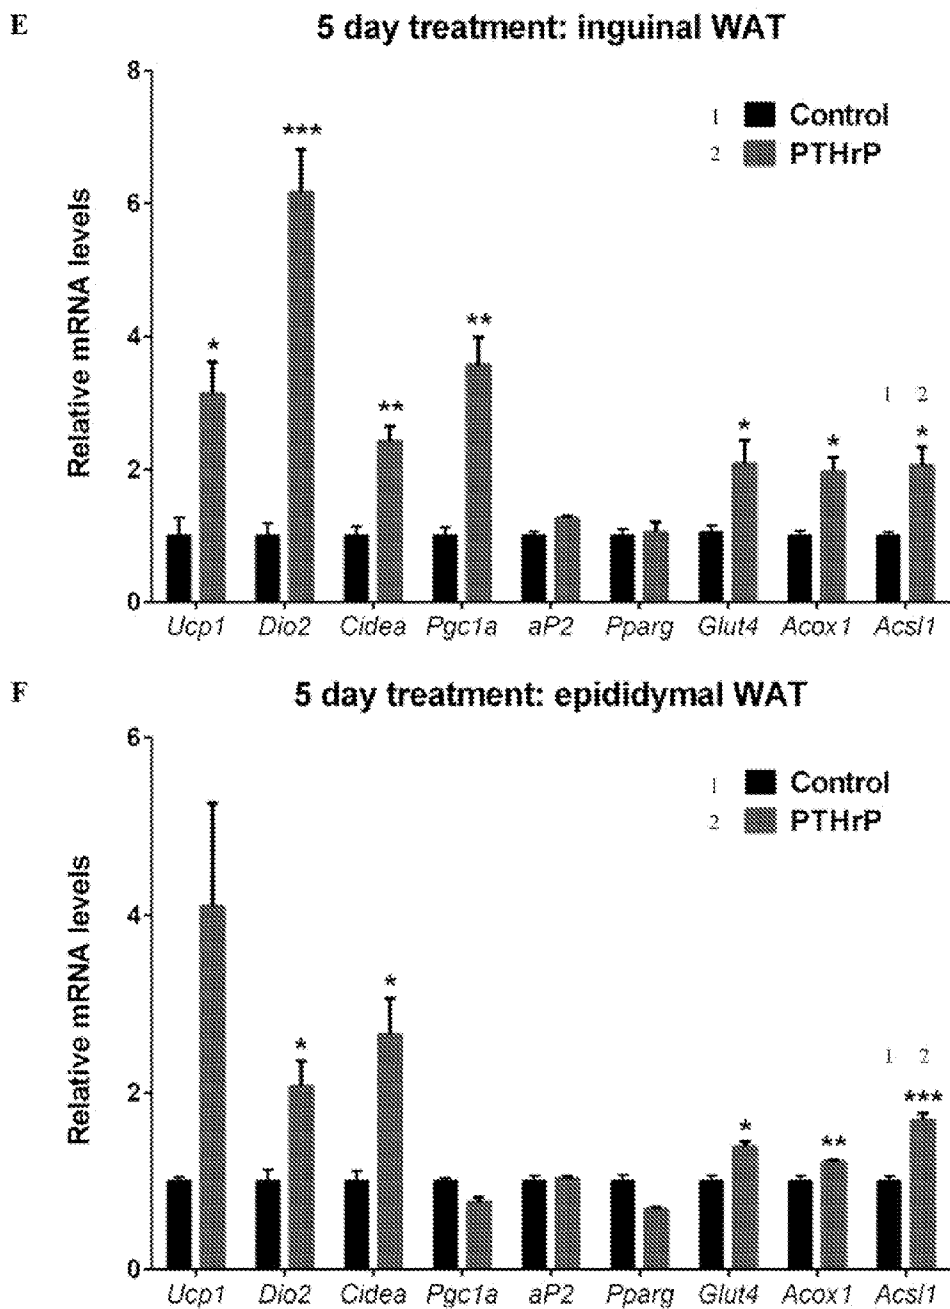 E 5 day treatment: inguinal WAT
8
1 Control
2 PTHrP
***
6
Relative mRNA levels
*
**
4
**
1 2
*
*
*
2
0
Ucp1 Dio2 Cidea Pgc1a aP2 Pparg Glut4 Acox1 Acsl1
F 5 day treatment: epididymal WAT
6
1 Control
2 PTHrP
Relative mRNA levels
4
*
*
1 2
2
*
**
***
0
Ucp1 Dio2 Cidea Pgc1a aP2 Pparg Glut4 Acox1 Acsl1